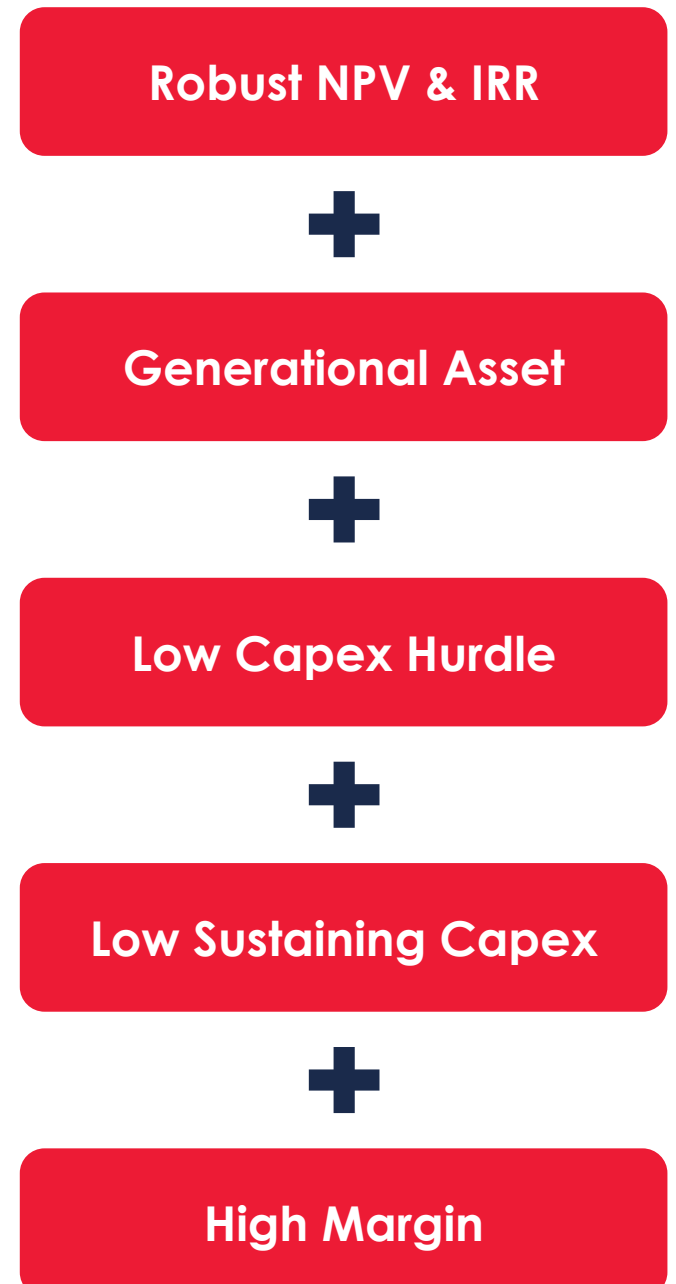 Robust NPV & IRR
Generational Asset
Low Capex Hurdle
Low Sustaining Capex
High Margin